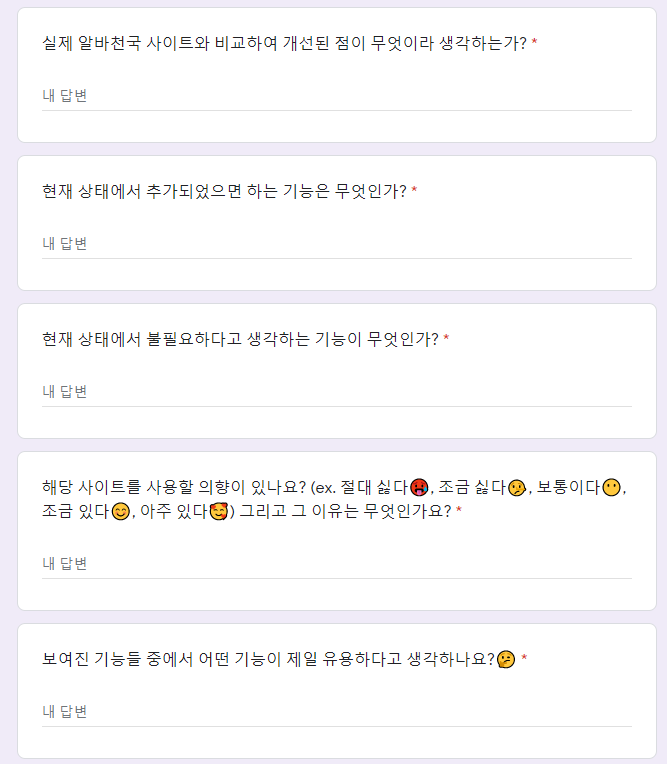 실제 알바천국 사이트와 비교하여 개선된 점이 무엇이라 생각하는가? *
내 답변
현재 상태에서 추가되었으면 하는 기능은 무엇인가? *
내 답변
현재 상태에서 불필요하다고 생각하는 기능이 무엇인가? *
내 답변
해당 사이트를 사용할 의향이 있나요? (ex. 절대 싫다🥵, 조금 싫다🤥, 보통이다😶,
조금 있다😊, 아주 있다🥰) 그리고 그 이유는 무엇인가요? *
내 답변
보여진 기능들 중에서 어떤 기능이 제일 유용하다고 생각하나요?🤔 *
내 답변